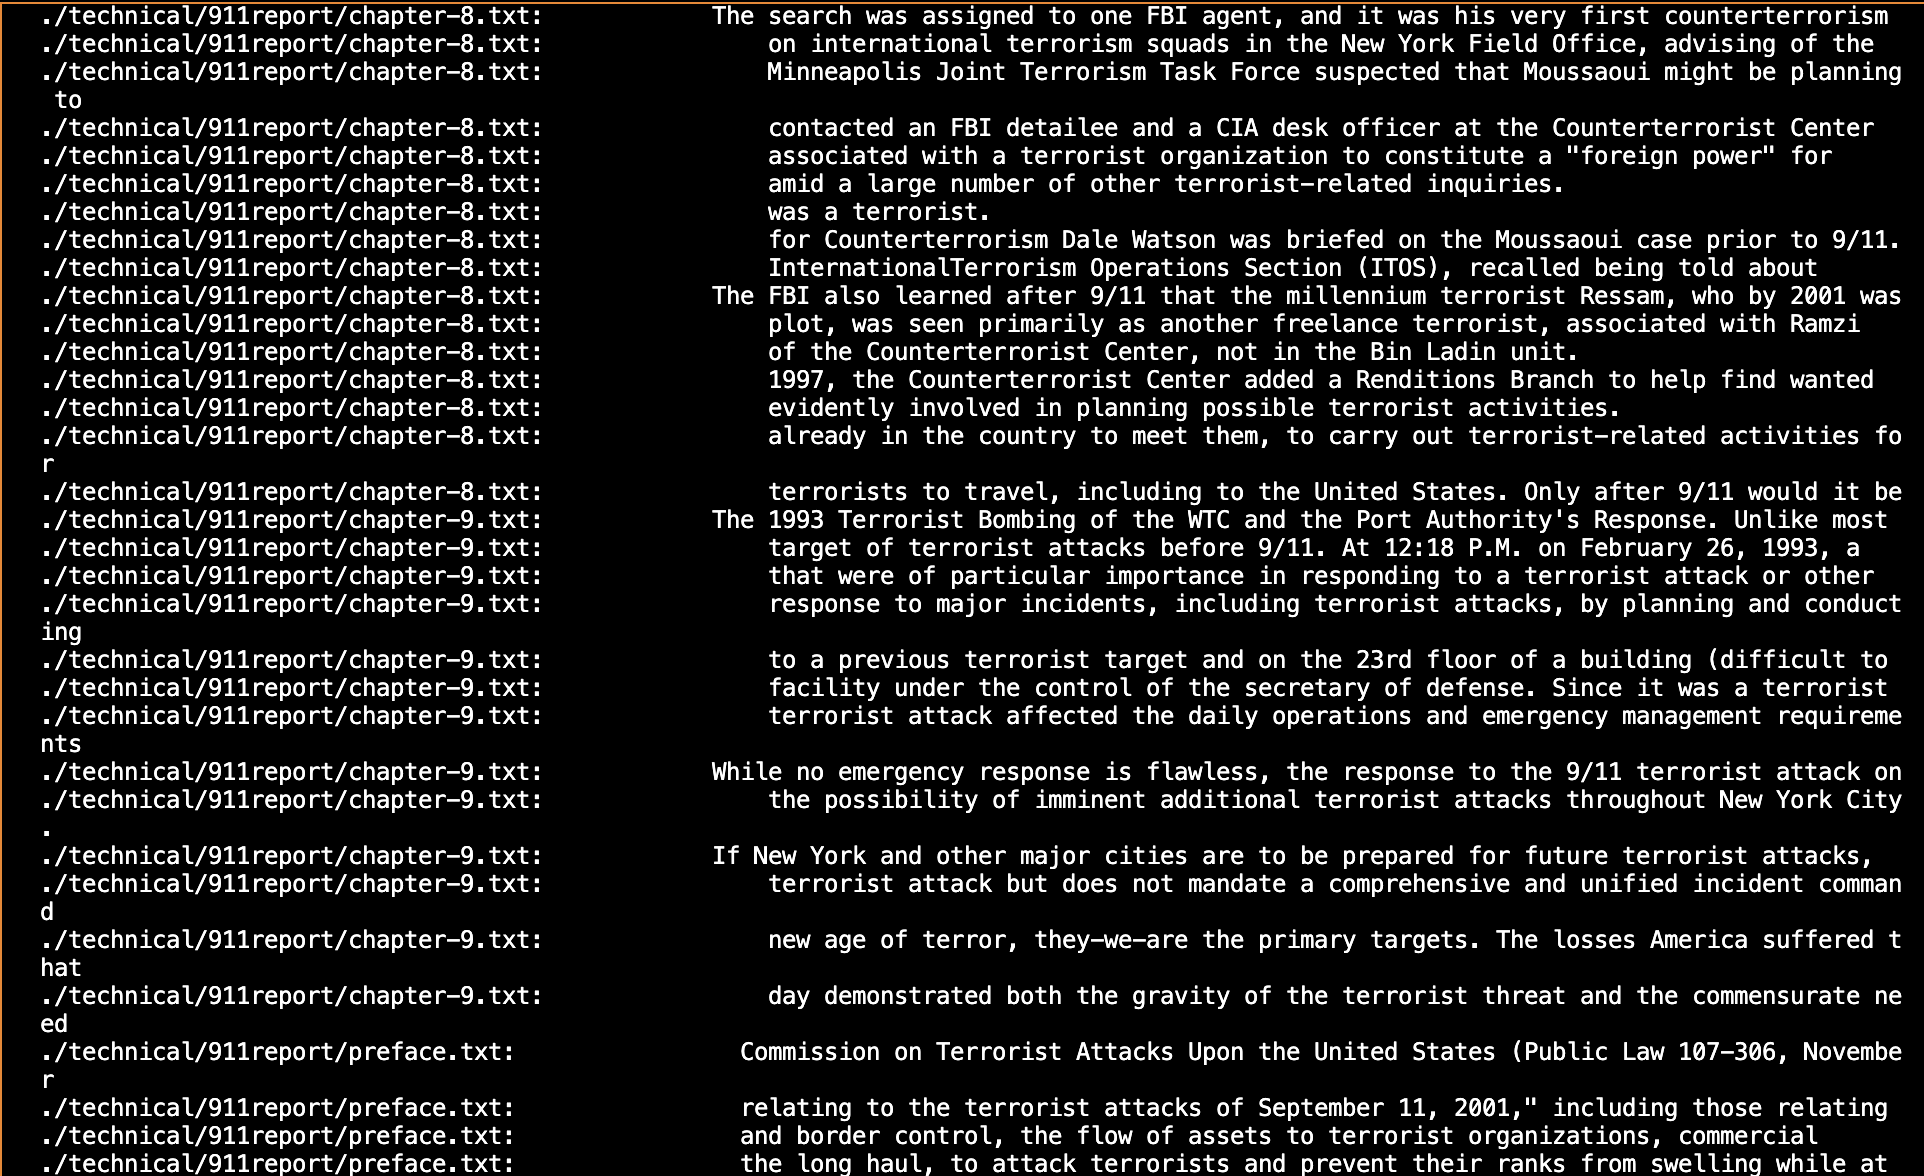 ./technical/911report/chapter-8.txt:            The search was assigned to one FBI agent, and it was his very first counterterrorism
./technical/911report/chapter-8.txt:                on international terrorism squads in the New York Field Office, advising of the
./technical/911report/chapter-8.txt:                Minneapolis Joint Terrorism Task Force suspected that Moussaoui might be planning
 to
./technical/911report/chapter-8.txt:                contacted an FBI detailee and a CIA desk officer at the Counterterrorist Center
./technical/911report/chapter-8.txt:                associated with a terrorist organization to constitute a "foreign power" for
./technical/911report/chapter-8.txt:                amid a large number of other terrorist-related inquiries.
./technical/911report/chapter-8.txt:                was a terrorist.
./technical/911report/chapter-8.txt:                for Counterterrorism Dale Watson was briefed on the Moussaoui case prior to 9/11.
./technical/911report/chapter-8.txt:                InternationalTerrorism Operations Section (ITOS), recalled being told about
./technical/911report/chapter-8.txt:            The FBI also learned after 9/11 that the millennium terrorist Ressam, who by 2001 was
./technical/911report/chapter-8.txt:                plot, was seen primarily as another freelance terrorist, associated with Ramzi
./technical/911report/chapter-8.txt:                of the Counterterrorist Center, not in the Bin Ladin unit.
./technical/911report/chapter-8.txt:                1997, the Counterterrorist Center added a Renditions Branch to help find wanted
./technical/911report/chapter-8.txt:                evidently involved in planning possible terrorist activities.
./technical/911report/chapter-8.txt:                already in the country to meet them, to carry out terrorist-related activities fo
r
./technical/911report/chapter-8.txt:                terrorists to travel, including to the United States. Only after 9/11 would it be
./technical/911report/chapter-9.txt:            The 1993 Terrorist Bombing of the WTC and the Port Authority's Response. Unlike most
./technical/911report/chapter-9.txt:                target of terrorist attacks before 9/11. At 12:18 P.M. on February 26, 1993, a
./technical/911report/chapter-9.txt:                that were of particular importance in responding to a terrorist attack or other
./technical/911report/chapter-9.txt:                response to major incidents, including terrorist attacks, by planning and conduct
ing
./technical/911report/chapter-9.txt:                to a previous terrorist target and on the 23rd floor of a building (difficult to
./technical/911report/chapter-9.txt:                facility under the control of the secretary of defense. Since it was a terrorist
./technical/911report/chapter-9.txt:                terrorist attack affected the daily operations and emergency management requireme
nts
./technical/911report/chapter-9.txt:            While no emergency response is flawless, the response to the 9/11 terrorist attack on
./technical/911report/chapter-9.txt:                the possibility of imminent additional terrorist attacks throughout New York City
.
./technical/911report/chapter-9.txt:            If New York and other major cities are to be prepared for future terrorist attacks,
./technical/911report/chapter-9.txt:                terrorist attack but does not mandate a comprehensive and unified incident comman
d
./technical/911report/chapter-9.txt:                new age of terror, they-we-are the primary targets. The losses America suffered t
hat
./technical/911report/chapter-9.txt:                day demonstrated both the gravity of the terrorist threat and the commensurate ne
ed
./technical/911report/preface.txt:                Commission on Terrorist Attacks Upon the United States (Public Law 107-306, Novembe
r
./technical/911report/preface.txt:                relating to the terrorist attacks of September 11, 2001," including those relating
./technical/911report/preface.txt:                and border control, the flow of assets to terrorist organizations, commercial
./technical/911report/preface.txt:                the long haul, to attack terrorists and prevent their ranks from swelling while at